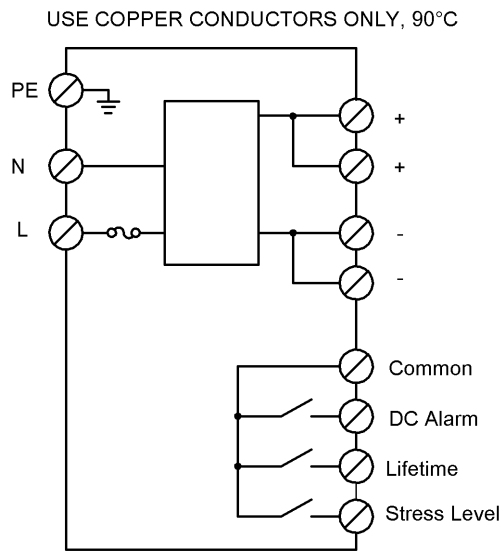 USE COPPER CONDUCTORS ONLY, 90°C
PE
+
N
+
L
-
-
Common
DC Alarm
Lifetime
Stress Level